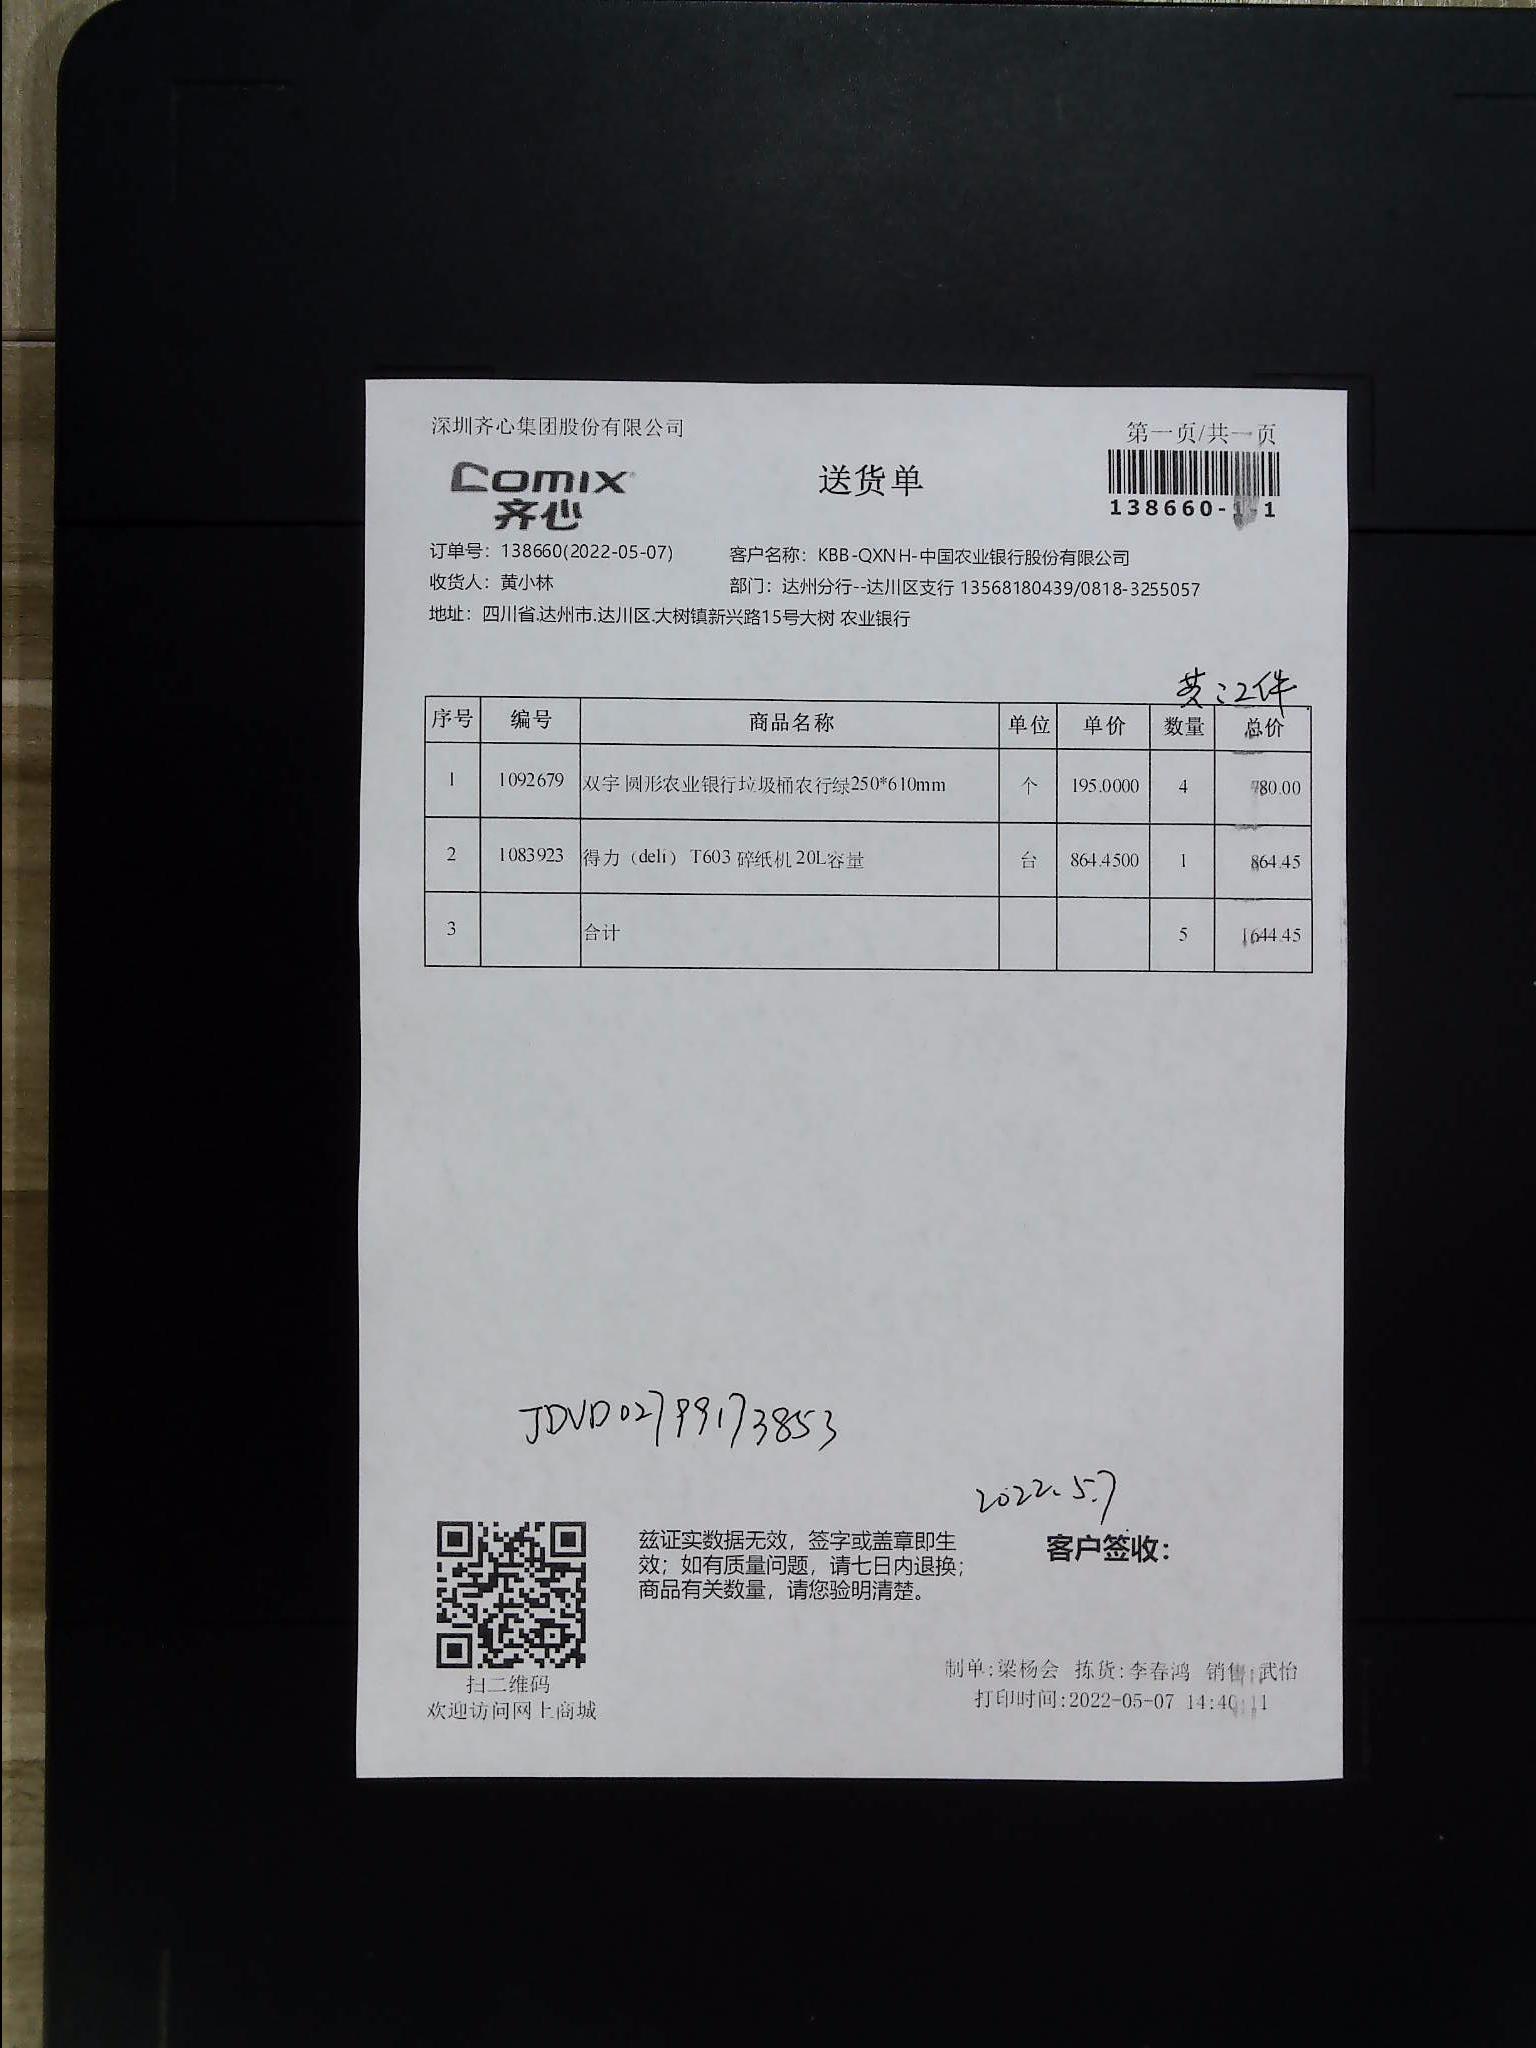 深圳齐心集团股份有限公司
第一页/共一页
comix
齐心
送货单
138660-1-1
订单号：138660(2022-05-07)
客户名称：KBB-QXNH-中国农业银行股份有限公司
收货人：黄小林
部门：达州分行--达川区支行 13568180439/0818-3255057
地址：四川省.达州市.达川区.大树镇新兴路15号大树 农业银行
2件
序号 编号 商品名称 单位 单价 数量 总价
1 1092679 双宇 圆形农业银行垃圾桶农行绿250*610mm 个 195.0000 4 780.00
2 1083923 得力（deli） T603 碎纸机 20L容量 台 864.4500 1 864.45
3 合计 5 1644.45
JDVD02799173853
2022.5.7
兹证实数据无效，签字或盖章即生
效；如有质量问题，请七日内退换；
商品有关数量，请您验明清楚。
客户签收：
扫二维码
欢迎访问网上商城
制单:梁杨会 拣货:李春鸿 销售:武怡
打印时间:2022-05-07